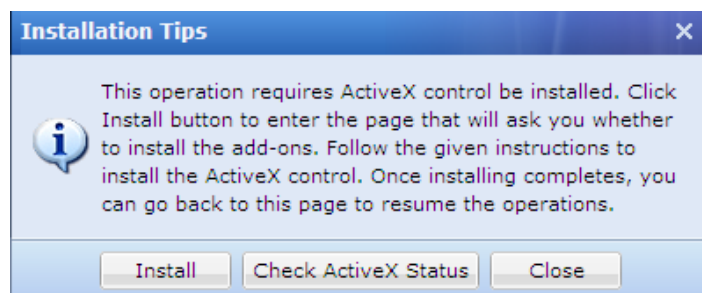 Installation Tips
This operation requires ActiveX control be installed. Click
Install button to enter the page that will ask you whether
to install the add-ons. Follow the given instructions to
install the ActiveX control. Once installing completes, you
can go back to this page to resume the operations.
Install Check ActiveX Status Close